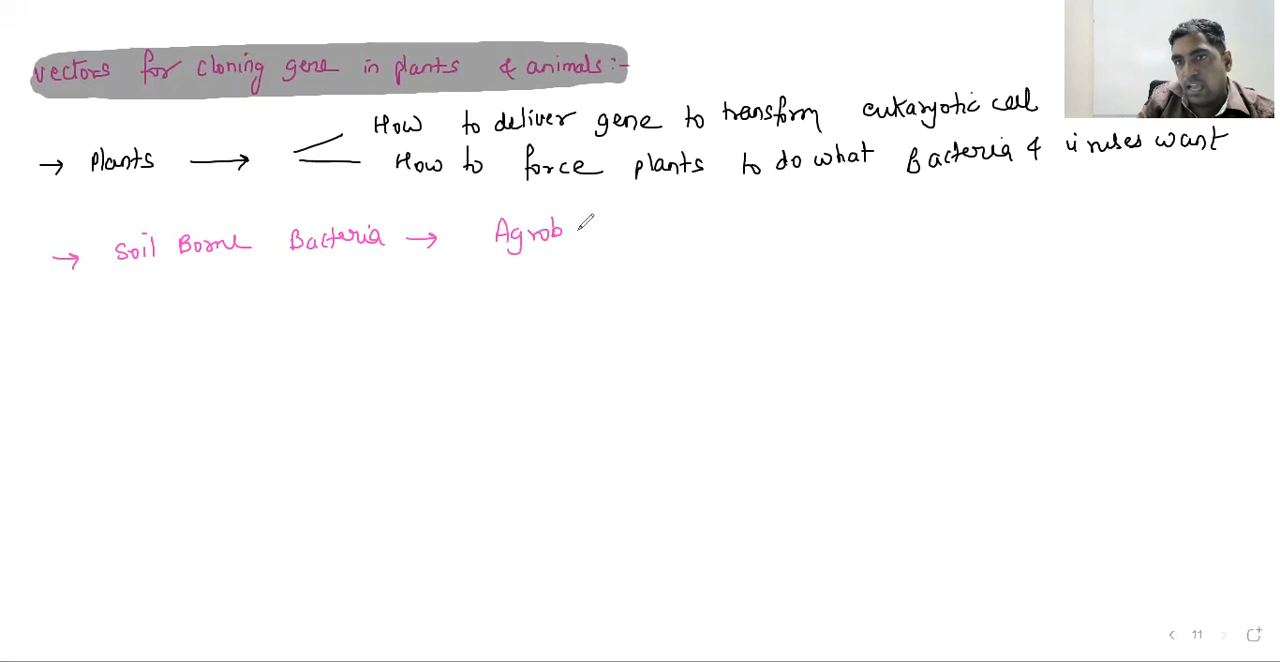 vectors for cloning gene in plants & animals:-
How to deliver gene to transform eukaryotic cell
→ Plants → How to force plants to do what Bacteria & viruses want
→ Soil Borne Bacteria → Agrob
< 11 >